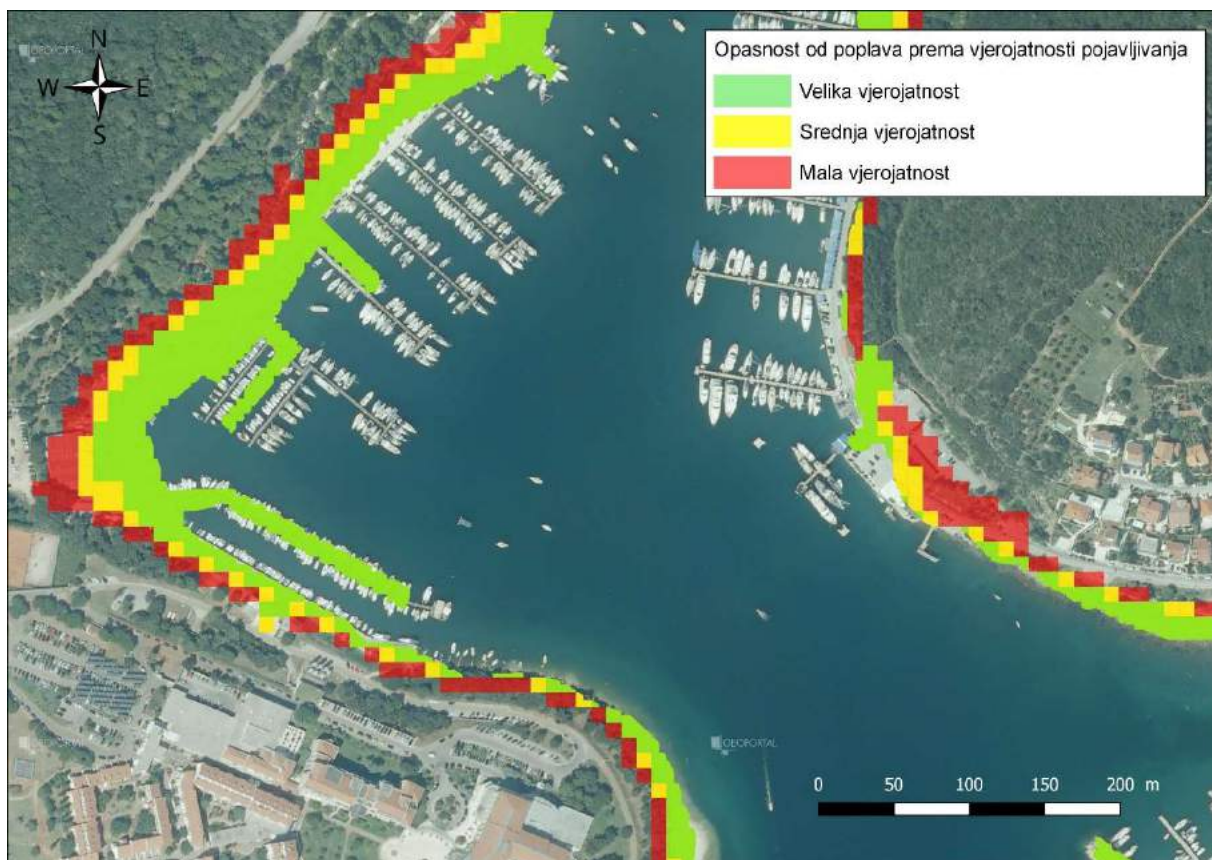 GEOPORTAL
N
W E
S
Opasnost od poplava prema vjerojatnosti pojavljivanja
Velika vjerojatnost
Srednja vjerojatnost
Mala vjerojatnost
GEOPORTAL
GEOPORTAL
0 50 100 150 200 m